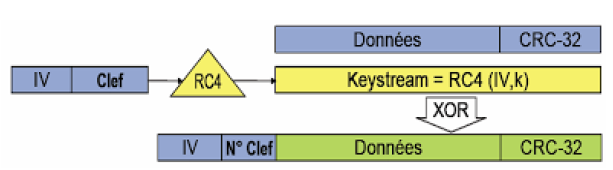 Données CRC-32
IV Clef RC4 Keystream = RC4 (IV,k)
XOR
IV N° Clef Données CRC-32